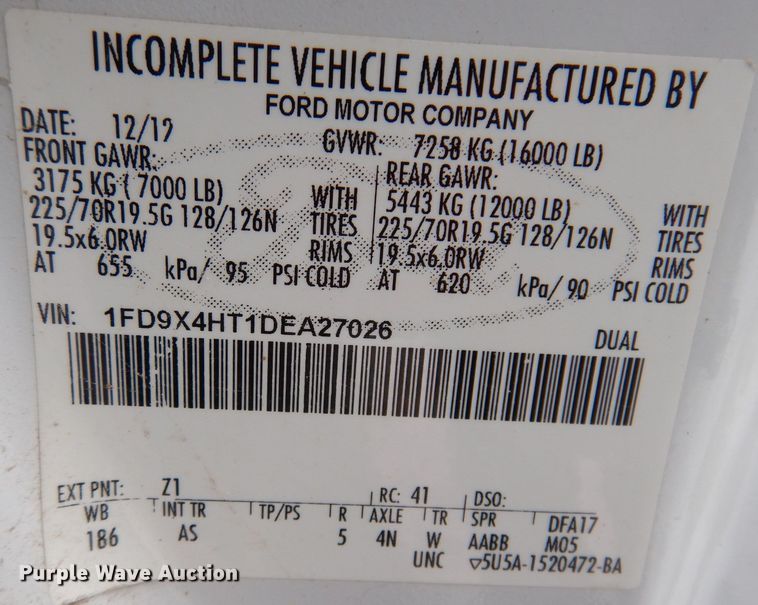 INCOMPLETE VEHICLE MANUFACTURED BY
FORD MOTOR COMPANY
DATE: 12/12 GVWR: 7258 KG (16000 LB)
FRONT GAWR: REAR GAWR:
3175 KG ( 7000 LB) WITH 5443 KG (12000 LB) WITH
225/70R19.5G 128/126N TIRES 225/70R19.5G 128/126N TIRES
19.5x6.0RW RIMS 19.5x6.0RW RIMS
AT 655 kPa/ 95 PSI COLD AT 620 kPa/ 90 PSI COLD
VIN: 1FD9X4HT1DEA27026 DUAL
EXT PNT: Z1 RC: 41 DSO:
WB INT TR TP/PS R AXLE TR SPR DFA17
186 AS 5 4N W AABB M05
UNC ▽5U5A-1520472-BA
Purple Wave Auction